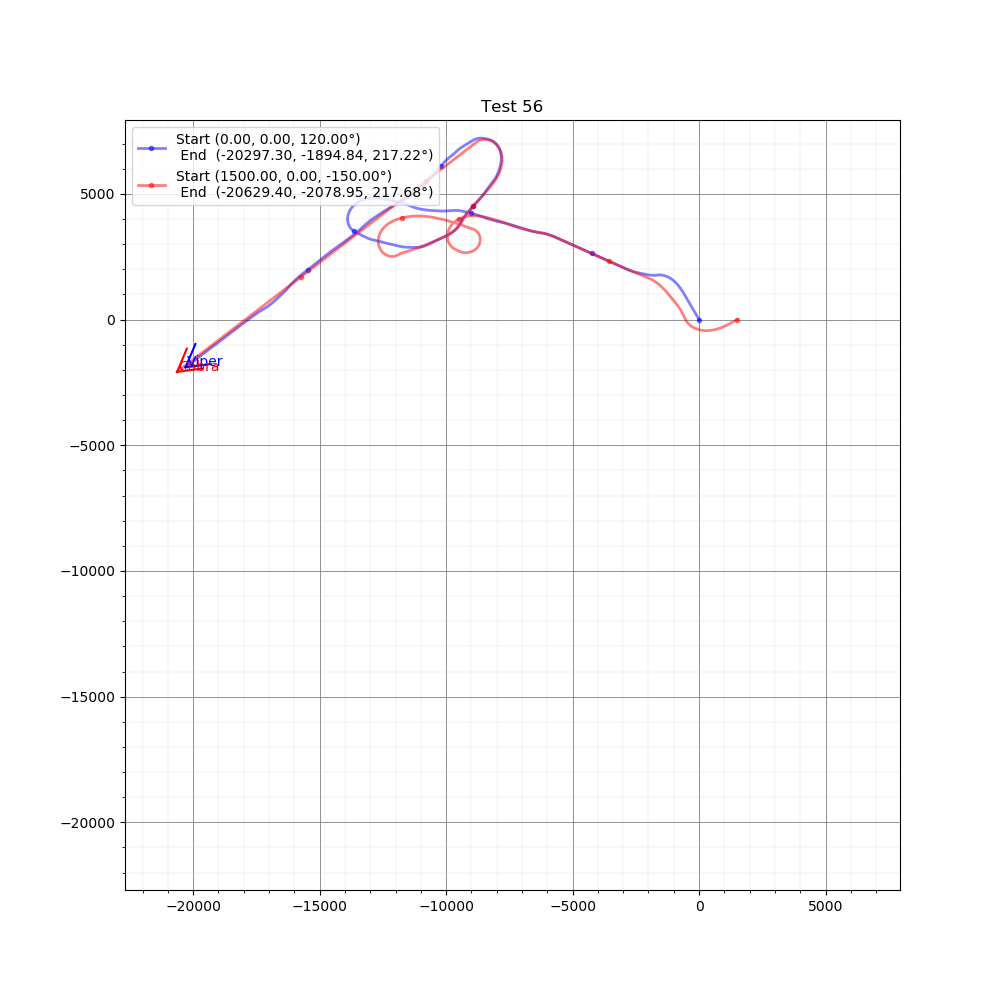 Test 56
Start (0.00, 0.00, 120.00°)
End (-20297.30, -1894.84, 217.22°)
Start (1500.00, 0.00, -150.00°)
End (-20629.40, -2078.95, 217.68°)
5000
0
−5000
−10000
−15000
−20000
−20000 −15000 −10000 −5000 0 5000